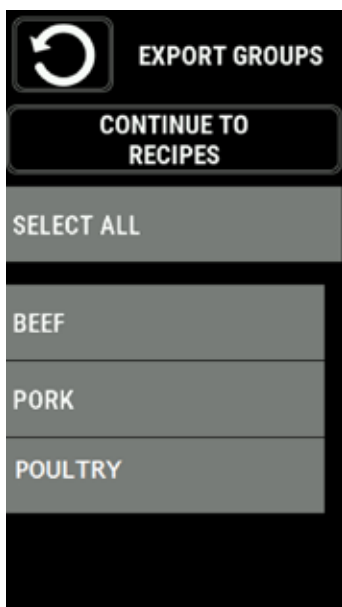 EXPORT GROUPS
CONTINUE TO
RECIPES
SELECT ALL
BEEF
PORK
POULTRY